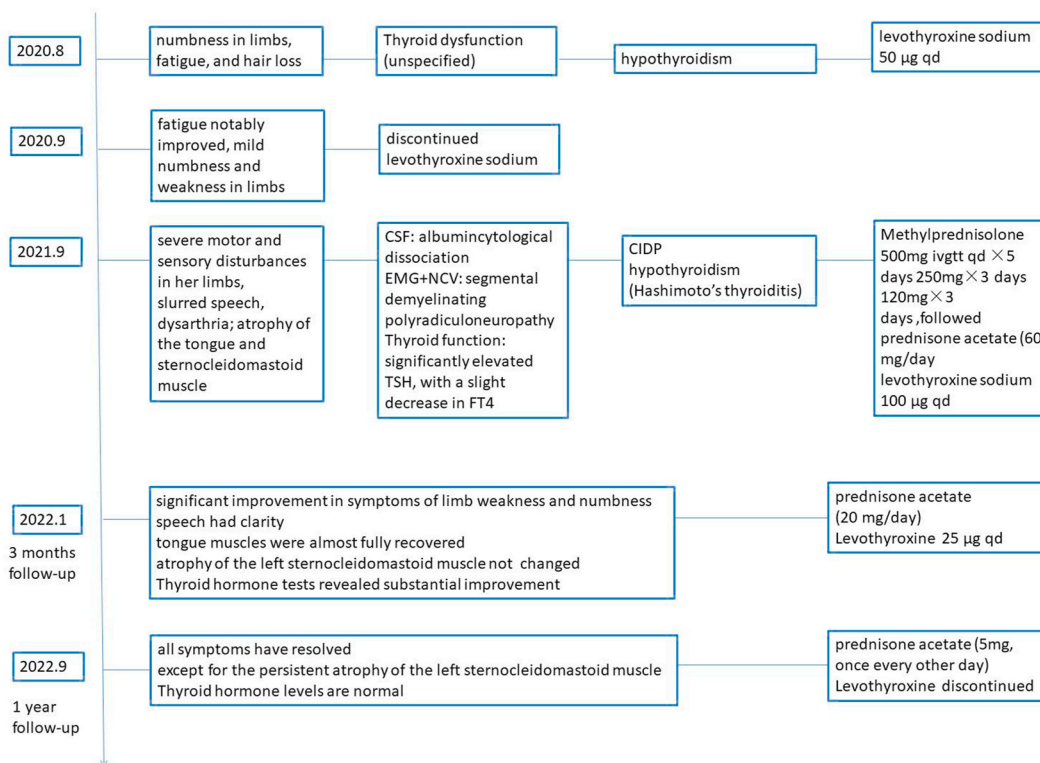 2020.8
numbness in limbs,
fatigue, and hair loss
Thyroid dysfunction
(unspecified)
hypothyroidism
levothyroxine sodium
50 μg qd
2020.9
fatigue notably
improved, mild
numbness and
weakness in limbs
discontinued
levothyroxine sodium
2021.9
severe motor and
sensory disturbances
in her limbs,
slurred speech,
dysarthria; atrophy of
the tongue and
sternocleidomastoid
muscle
CSF: albumincytological
dissociation
EMG+NCV: segmental
demyelinating
polyradiculoneuropathy
Thyroid function:
significantly elevated
TSH, with a slight
decrease in FT4
CIDP
hypothyroidism
(Hashimoto's thyroiditis)
Methylprednisolone
500mg ivgtt qd ×5
days 250mg×3 days
120mg×3
days ,followed
prednisone acetate (60
mg/day
levothyroxine sodium
100 μg qd
2022.1
3 months
follow-up
significant improvement in symptoms of limb weakness and numbness
speech had clarity
tongue muscles were almost fully recovered
atrophy of the left sternocleidomastoid muscle not changed
Thyroid hormone tests revealed substantial improvement
prednisone acetate
(20 mg/day)
Levothyroxine 25 μg qd
2022.9
1 year
follow-up
all symptoms have resolved
except for the persistent atrophy of the left sternocleidomastoid muscle
Thyroid hormone levels are normal
prednisone acetate (5mg,
once every other day)
Levothyroxine discontinued